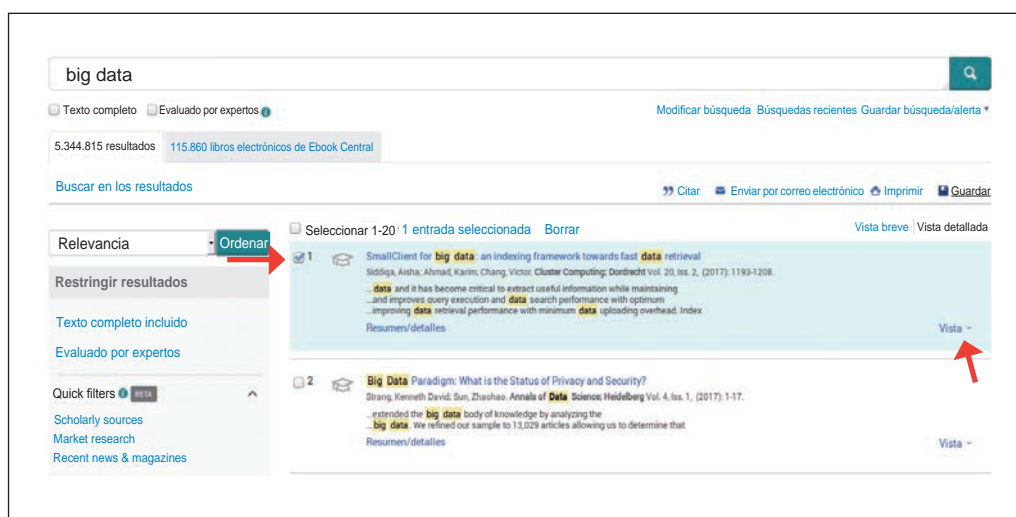 big data
Texto completo Evaluado por expertos
Modificar búsqueda Búsquedas recientes Guardar búsqueda/alerta
5.344.815 resultados 115.860 libros electrónicos de Ebook Central
Buscar en los resultados
Citar Enviar por correo electrónico Imprimir Guardar
Relevancia Ordenar
Seleccionar 1-20 1 entrada seleccionada Borrar
Vista breve Vista detallada
1 SmallClient for big data: an indexing framework towards fast data retrieval
Siddiqa, Aisha; Ahmad, Karim; Chang, Victor. Cluster Computing; Dordrecht Vol. 20, Iss. 2, (2017): 1193-1208.
...data and it has become critical to extract useful information while maintaining
...and improves query execution and data search performance with optimum
...improving data retrieval performance with minimum data uploading overhead. Index
Resumen/detalles Vista
2 Big Data Paradigm: What is the Status of Privacy and Security?
Strang, Kenneth David; Sun, Zhaohao. Annals of Data Science; Heidelberg Vol. 4, Iss. 1, (2017): 1-17.
...extended the big data body of knowledge by analyzing the
...big data. We refined our sample to 13,029 articles allowing us to determine that
Resumen/detalles Vista
Restringir resultados
Texto completo incluido
Evaluado por expertos
Quick filters BETA
Scholarly sources
Market research
Recent news & magazines